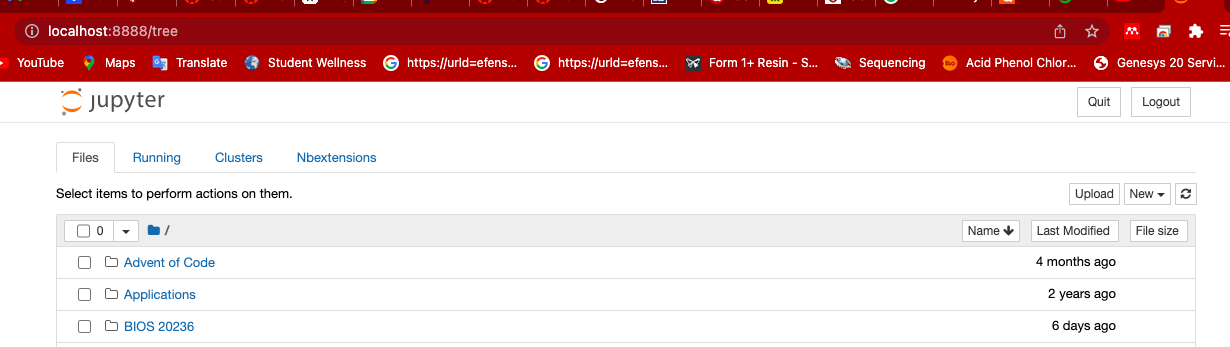 localhost:8888/tree
YouTube Maps Translate Student Wellness https://urld=efens... https://urld=efens... Form 1+ Resin - S... Sequencing Acid Phenol Chlor... Genesys 20 Servi...
jupyter Quit Logout
Files Running Clusters Nbextensions
Select items to perform actions on them. Upload New
0 / Name Last Modified File size
Advent of Code 4 months ago
Applications 2 years ago
BIOS 20236 6 days ago